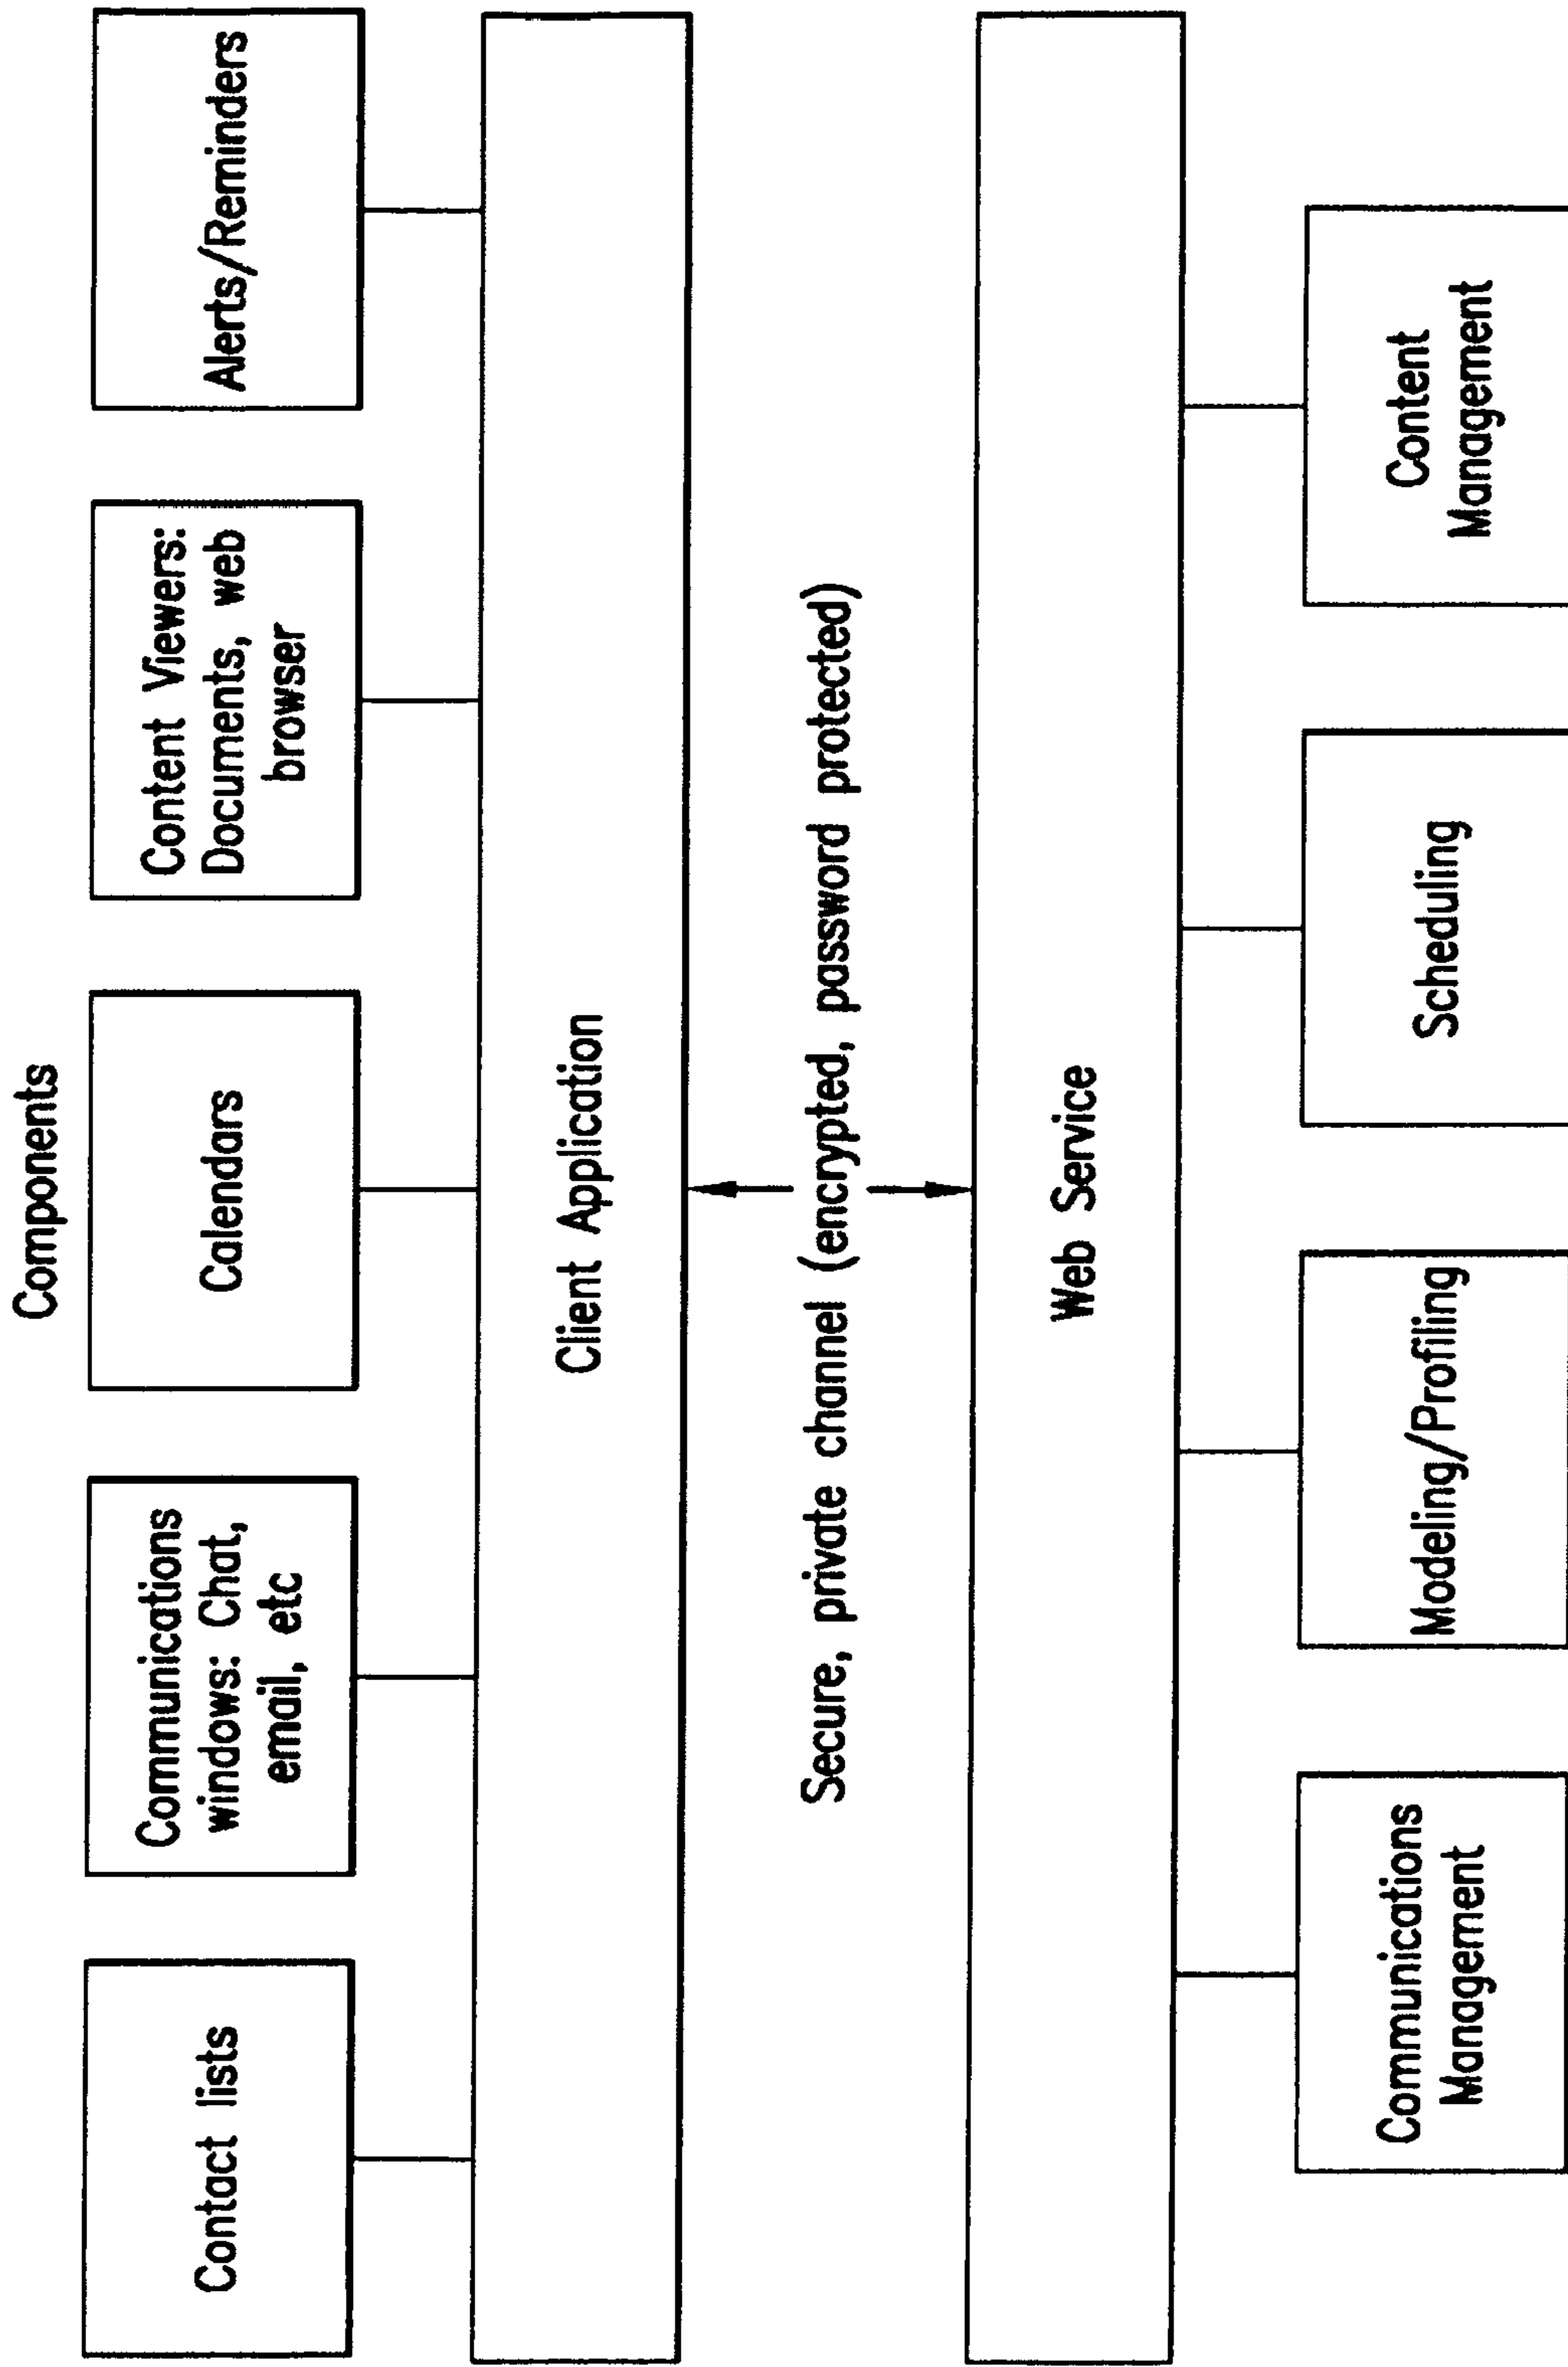 Components
Contact lists
Communications
windows: Chat,
email, etc
Calendars
Content Viewers:
Documents, web
browser
Alerts/Reminders
Client Application
Secure, private channel (encrypted, password protected)
Web Service
Communications
Management
Modeling/Profiling
Scheduling
Content
Management